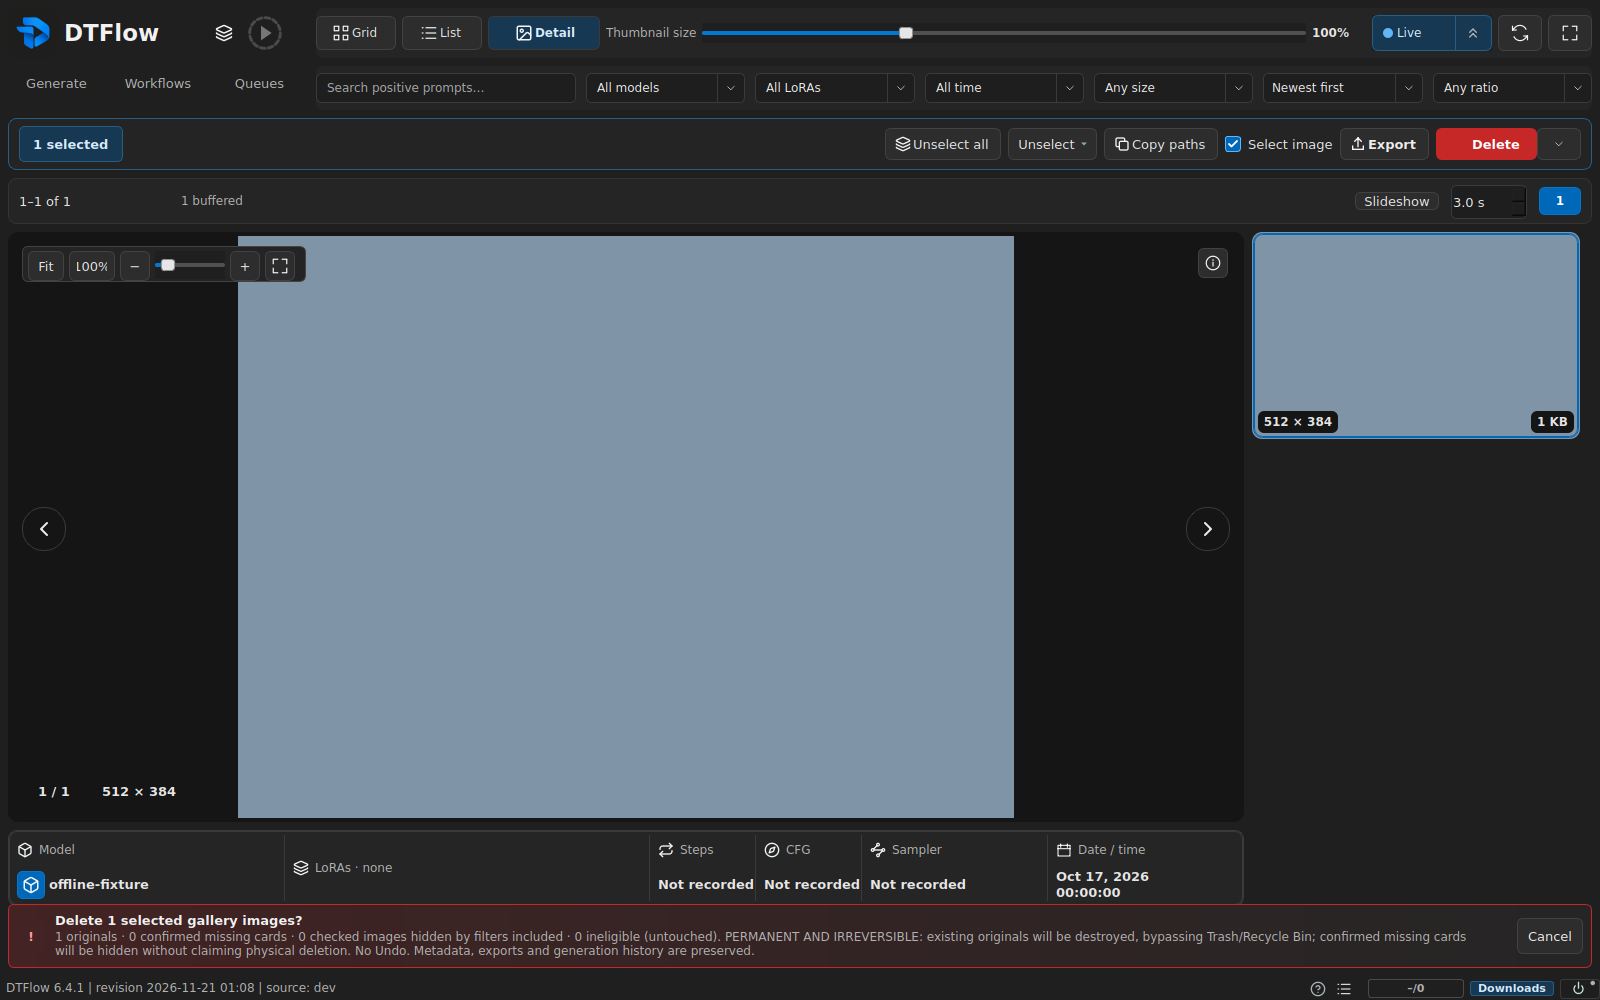 DTFlow
Grid
List
Detail
Thumbnail size
100%
Live
Generate
Workflows
Queues
Search positive prompts...
All models
All LoRAs
All time
Any size
Newest first
Any ratio
1 selected
Unselect all
Unselect
Copy paths
Select image
Export
Delete
1–1 of 1
1 buffered
Slideshow
3.0 s
1
Fit
100%
−
+
512 × 384
1 KB
1 / 1
512 × 384
Model
offline-fixture
LoRAs · none
Steps
Not recorded
CFG
Not recorded
Sampler
Not recorded
Date / time
Oct 17, 2026
00:00:00
!
Delete 1 selected gallery images?
1 originals · 0 confirmed missing cards · 0 checked images hidden by filters included · 0 ineligible (untouched). PERMANENT AND IRREVERSIBLE: existing originals will be destroyed, bypassing Trash/Recycle Bin; confirmed missing cards
will be hidden without claiming physical deletion. No Undo. Metadata, exports and generation history are preserved.
Cancel
DTFlow 6.4.1 | revision 2026-11-21 01:08 | source: dev
–/0
Downloads